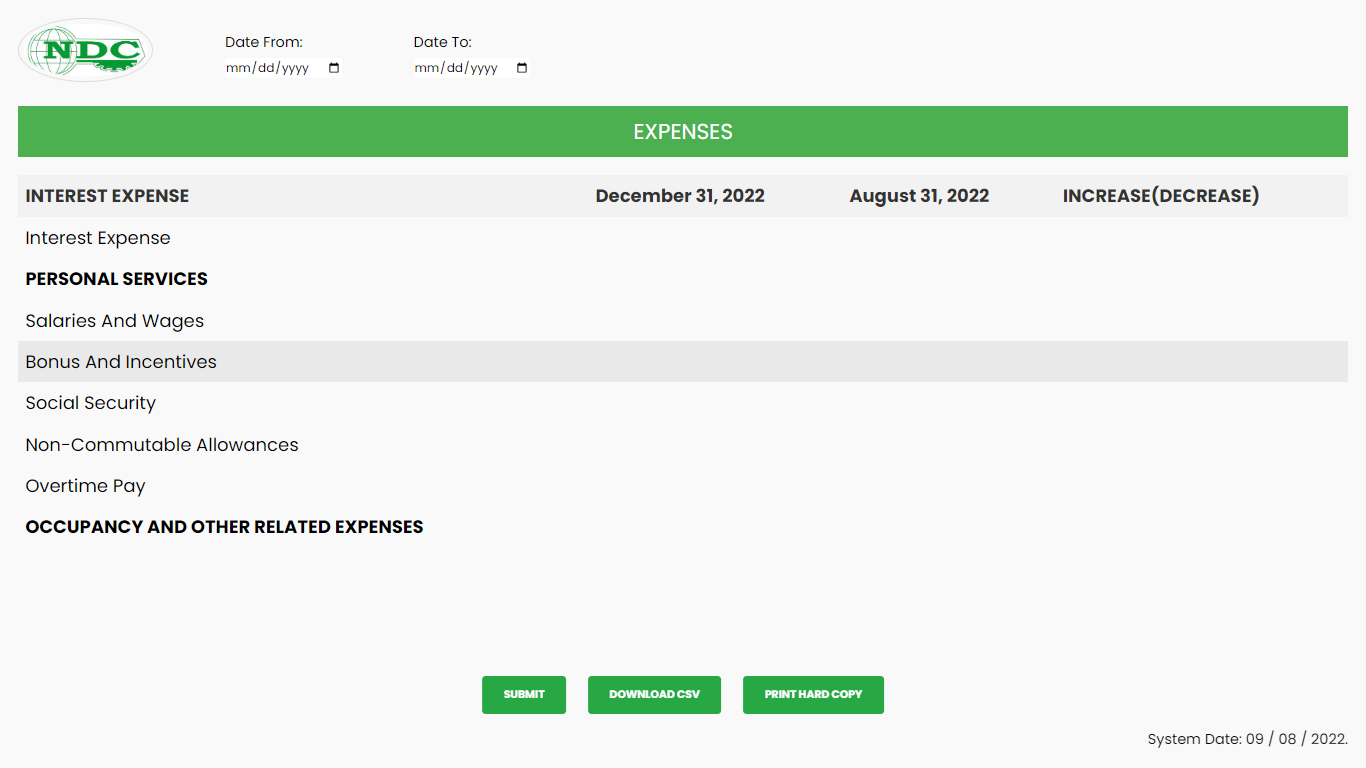 NDC
Date From: Date To:
mm/dd/yyyy mm/dd/yyyy
EXPENSES
INTEREST EXPENSE December 31, 2022 August 31, 2022 INCREASE(DECREASE)
Interest Expense
PERSONAL SERVICES
Salaries And Wages
Bonus And Incentives
Social Security
Non-Commutable Allowances
Overtime Pay
OCCUPANCY AND OTHER RELATED EXPENSES
SUBMIT DOWNLOAD CSV PRINT HARD COPY
System Date: 09 / 08 / 2022.